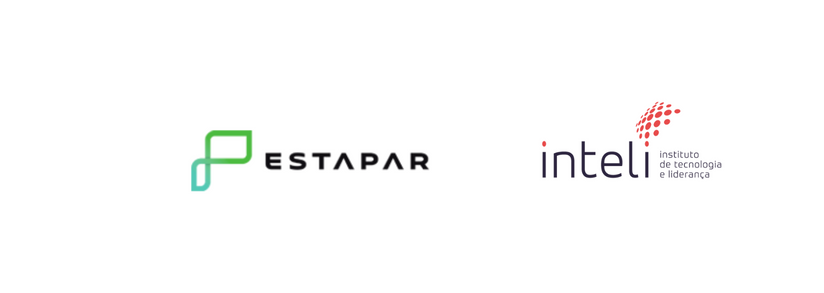 ESTAPAR
inteli
instituto
de tecnologia
e liderança